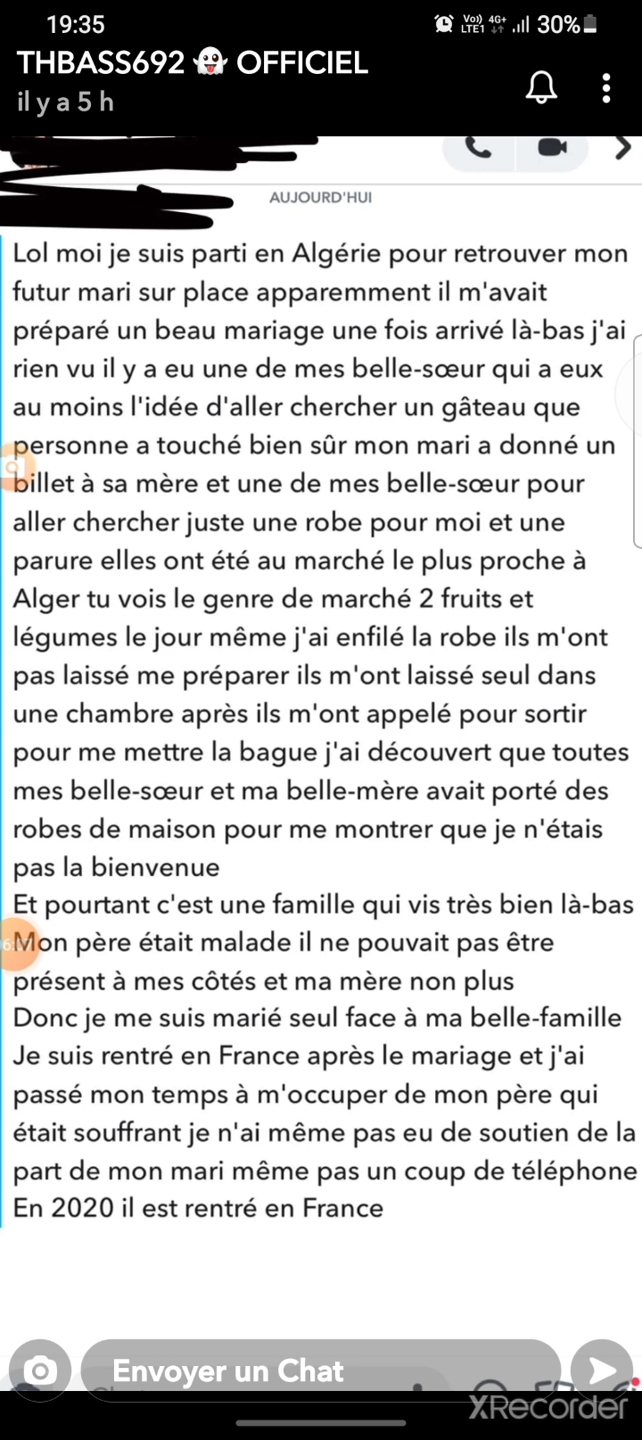 19:35
Vo)) 4G+ LTE1 30%
THBASS692 👻 OFFICIEL
il y a 5 h
AUJOURD'HUI
Lol moi je suis parti en Algérie pour retrouver mon
futur mari sur place apparemment il m'avait
préparé un beau mariage une fois arrivé là-bas j'ai
rien vu il y a eu une de mes belle-sœur qui a eux
au moins l'idée d'aller chercher un gâteau que
personne a touché bien sûr mon mari a donné un
billet à sa mère et une de mes belle-sœur pour
aller chercher juste une robe pour moi et une
parure elles ont été au marché le plus proche à
Alger tu vois le genre de marché 2 fruits et
légumes le jour même j'ai enfilé la robe ils m'ont
pas laissé me préparer ils m'ont laissé seul dans
une chambre après ils m'ont appelé pour sortir
pour me mettre la bague j'ai découvert que toutes
mes belle-sœur et ma belle-mère avait porté des
robes de maison pour me montrer que je n'étais
pas la bienvenue
Et pourtant c'est une famille qui vis très bien là-bas
Mon père était malade il ne pouvait pas être
présent à mes côtés et ma mère non plus
Donc je me suis marié seul face à ma belle-famille
Je suis rentré en France après le mariage et j'ai
passé mon temps à m'occuper de mon père qui
était souffrant je n'ai même pas eu de soutien de la
part de mon mari même pas un coup de téléphone
En 2020 il est rentré en France
Envoyer un Chat
XRecorder